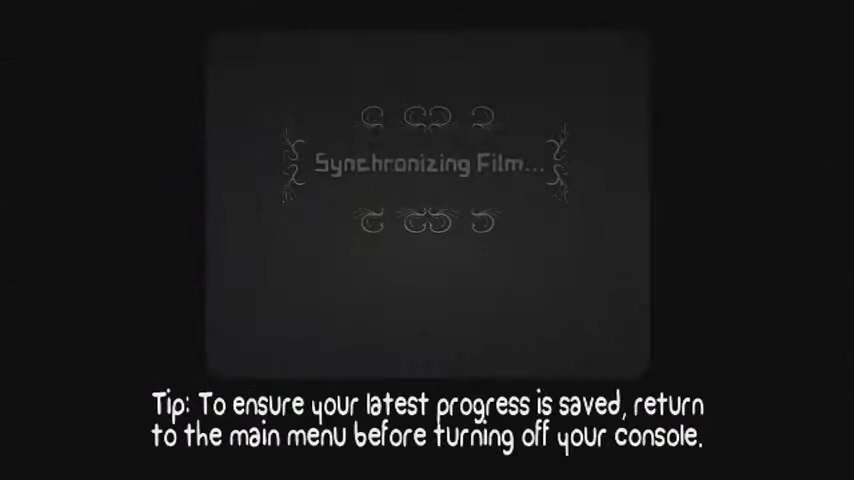 Synchronizing Film...
Tip: To ensure your latest progress is saved, return
to the main menu before turning off your console.